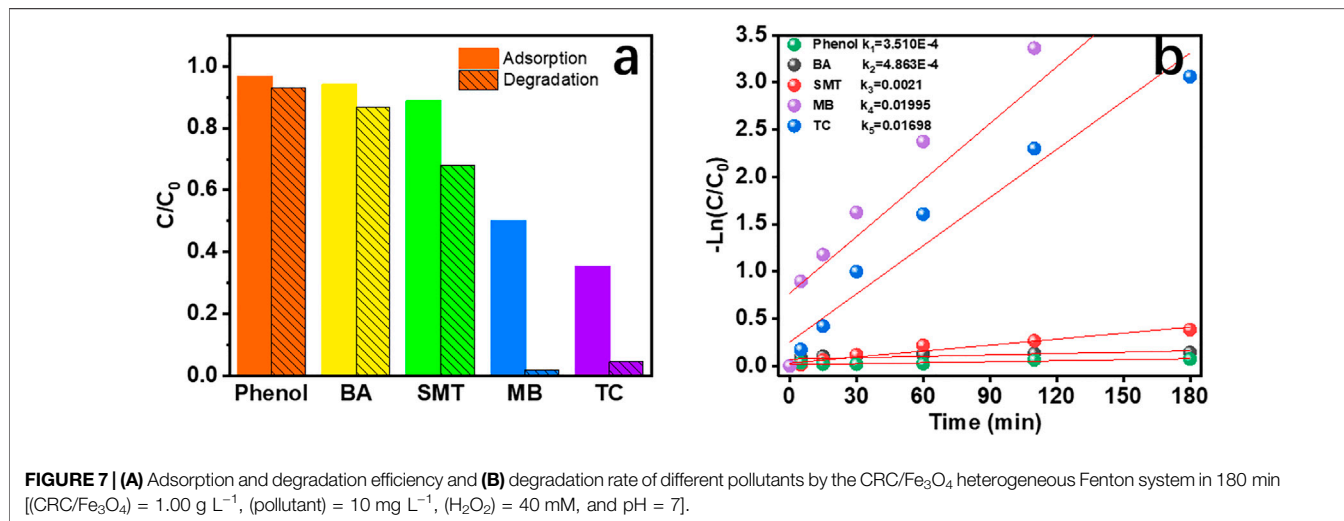 a
Adsorption
Degradation
C/C₀
1.0
0.8
0.6
0.4
0.2
0.0
Phenol BA SMT MB TC
b
Phenol k₁=3.510E-4
BA k₂=4.863E-4
SMT k₃=0.0021
MB k₄=0.01995
TC k₅=0.01698
-Ln(C/C₀)
3.5
3.0
2.5
2.0
1.5
1.0
0.5
0.0
0 30 60 90 120 150 180
Time (min)
FIGURE 7 | (A) Adsorption and degradation efficiency and (B) degradation rate of different pollutants by the CRC/Fe₃O₄ heterogeneous Fenton system in 180 min
[(CRC/Fe₃O₄) = 1.00 g L⁻¹, (pollutant) = 10 mg L⁻¹, (H₂O₂) = 40 mM, and pH = 7].